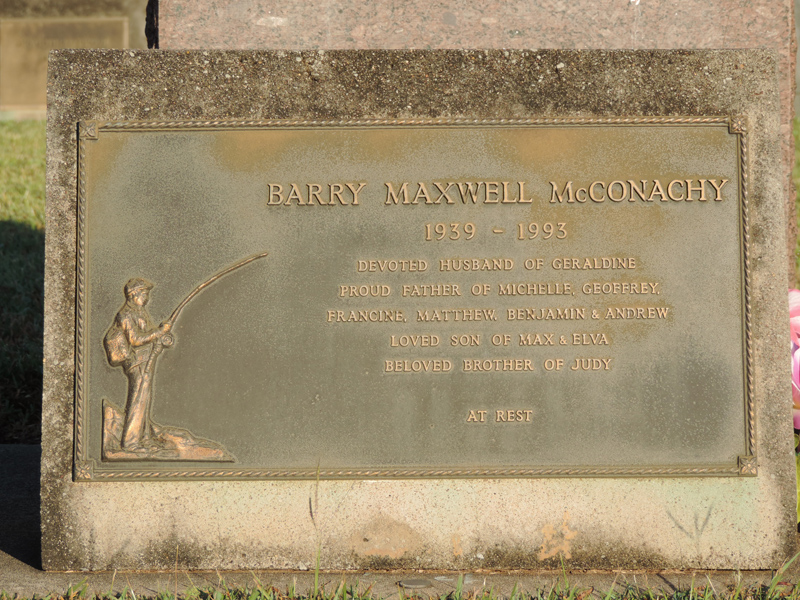 BARRY MAXWELL McCONACHY
1939 - 1993
DEVOTED HUSBAND OF GERALDINE
PROUD FATHER OF MICHELLE, GEOFFREY,
FRANCINE, MATTHEW, BENJAMIN & ANDREW
LOVED SON OF MAX & ELVA
BELOVED BROTHER OF JUDY
AT REST